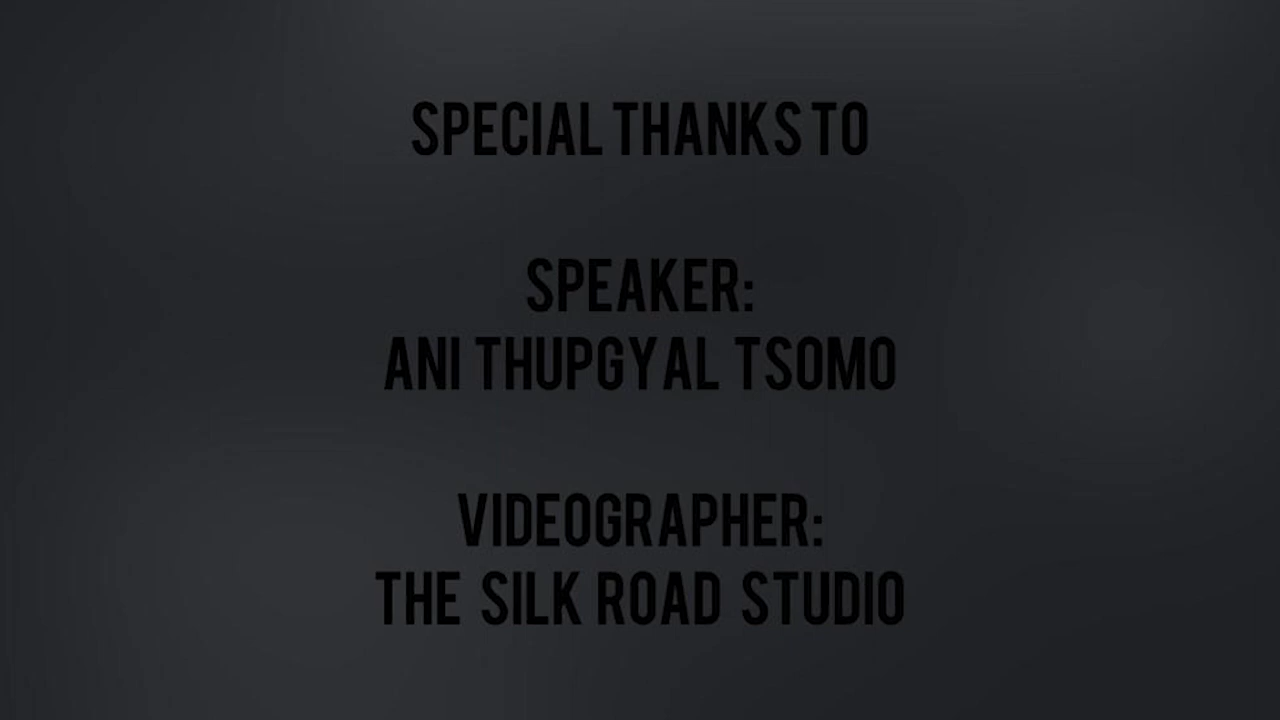 SPECIAL THANKS TO
SPEAKER:
ANI THUPGYAL TSOMO
VIDEOGRAPHER:
THE SILK ROAD STUDIO